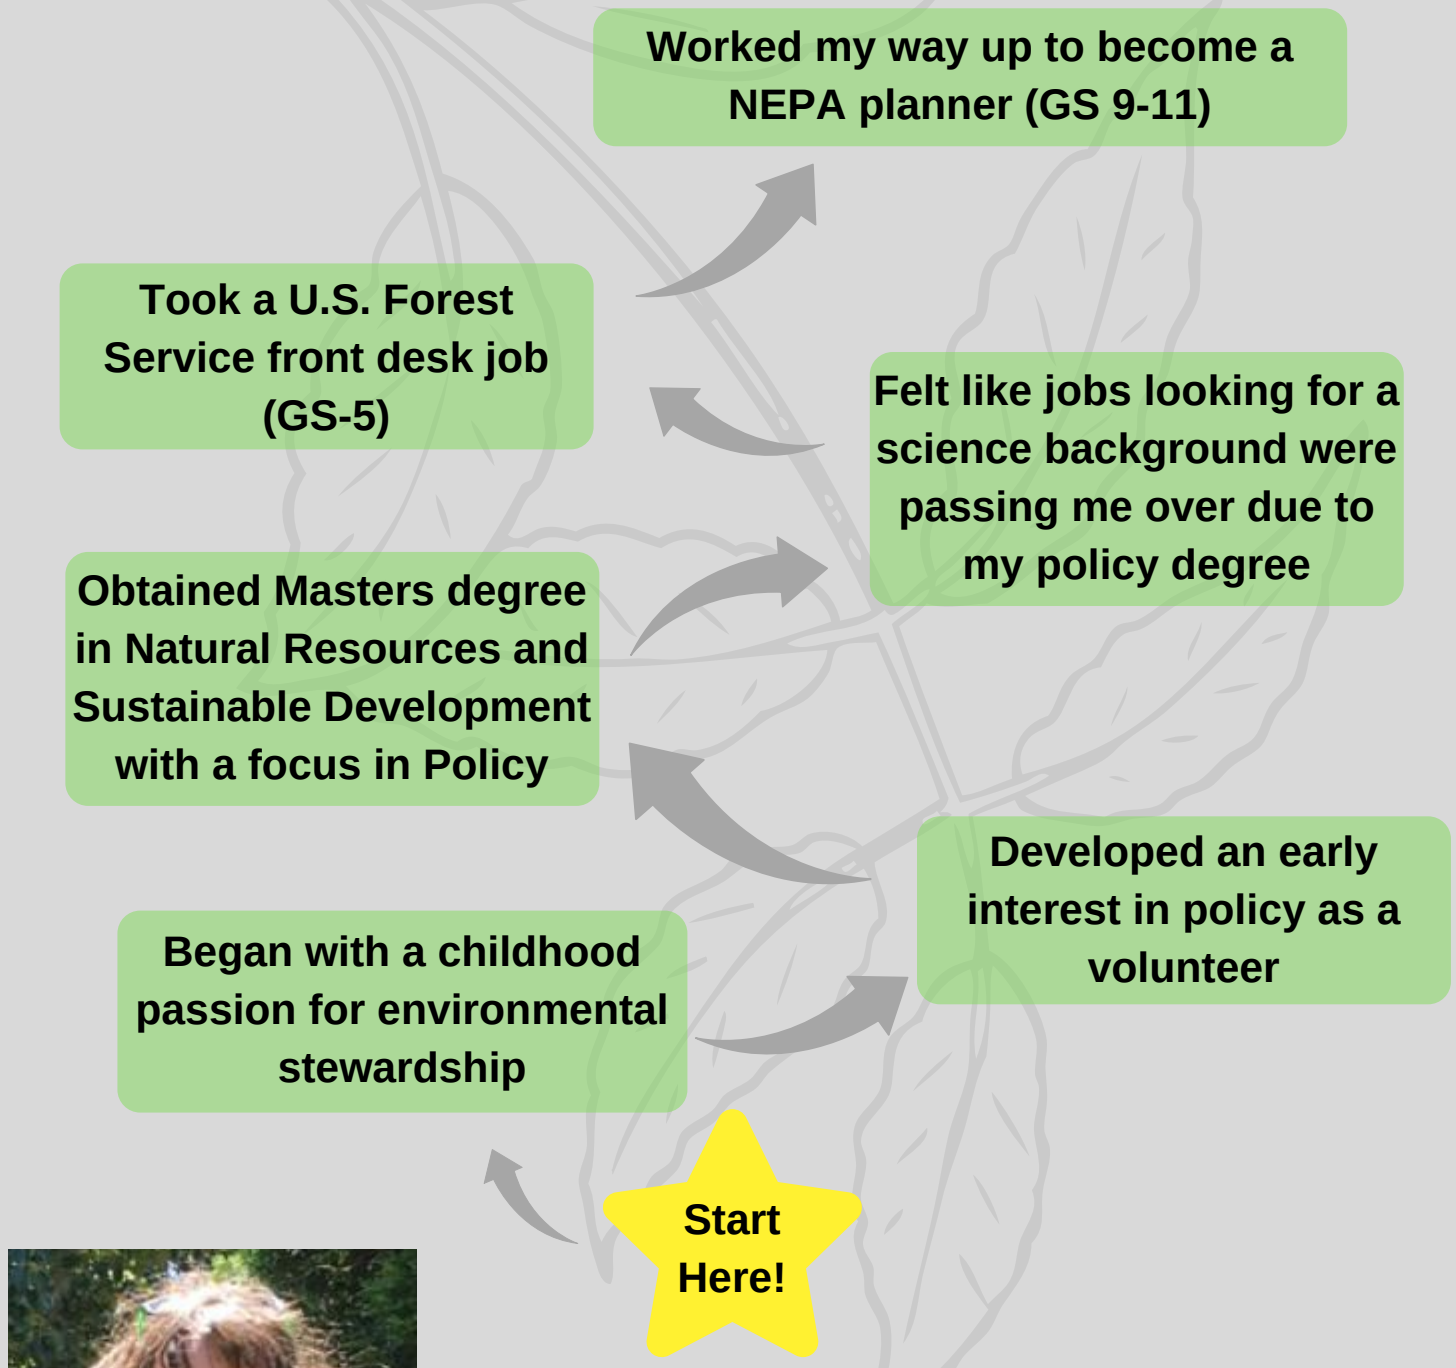 Worked my way up to become a
NEPA planner (GS 9-11)
Took a U.S. Forest
Service front desk job
(GS-5)
Felt like jobs looking for a
science background were
passing me over due to
my policy degree
Obtained Masters degree
in Natural Resources and
Sustainable Development
with a focus in Policy
Developed an early
interest in policy as a
volunteer
Began with a childhood
passion for environmental
stewardship
Start
Here!